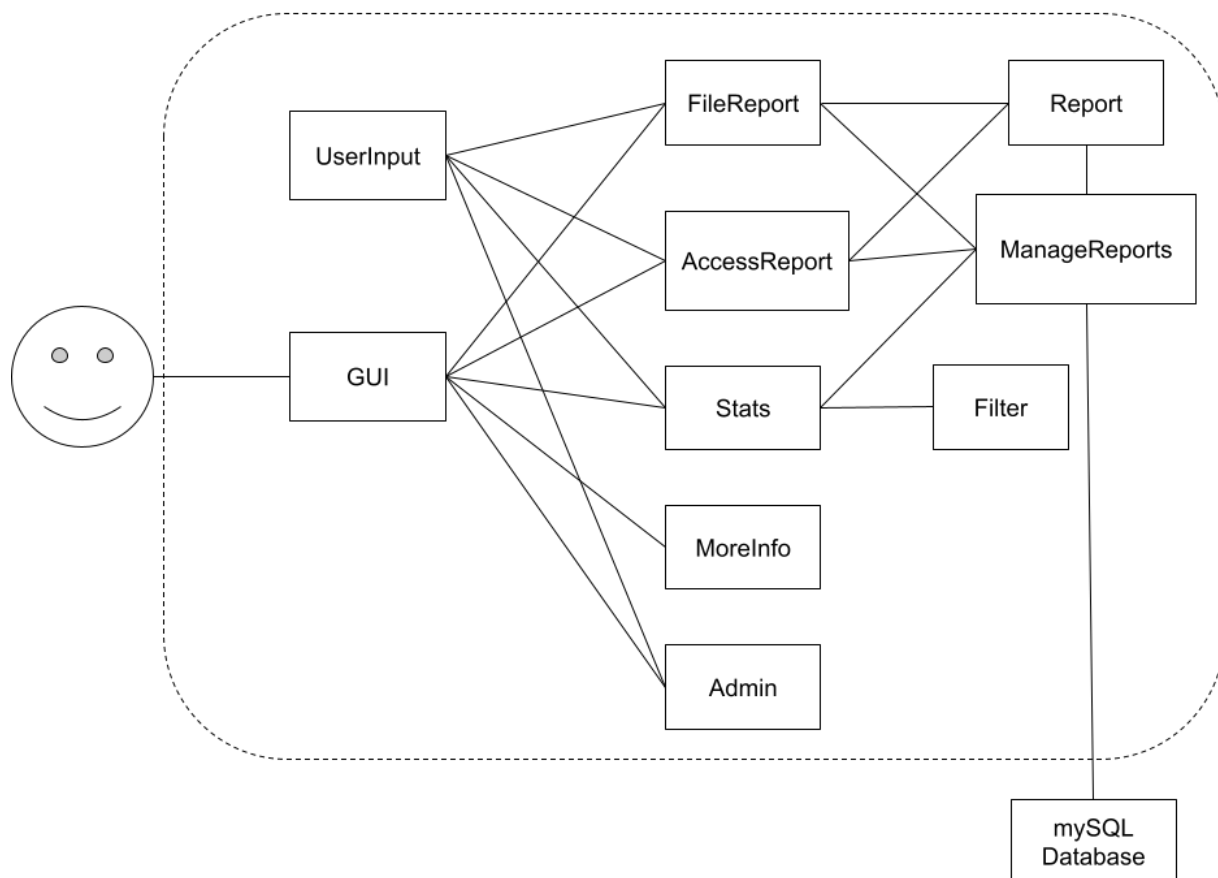 FileReport
Report
UserInput
AccessReport
ManageReports
GUI
Stats
Filter
MoreInfo
Admin
mySQL
Database